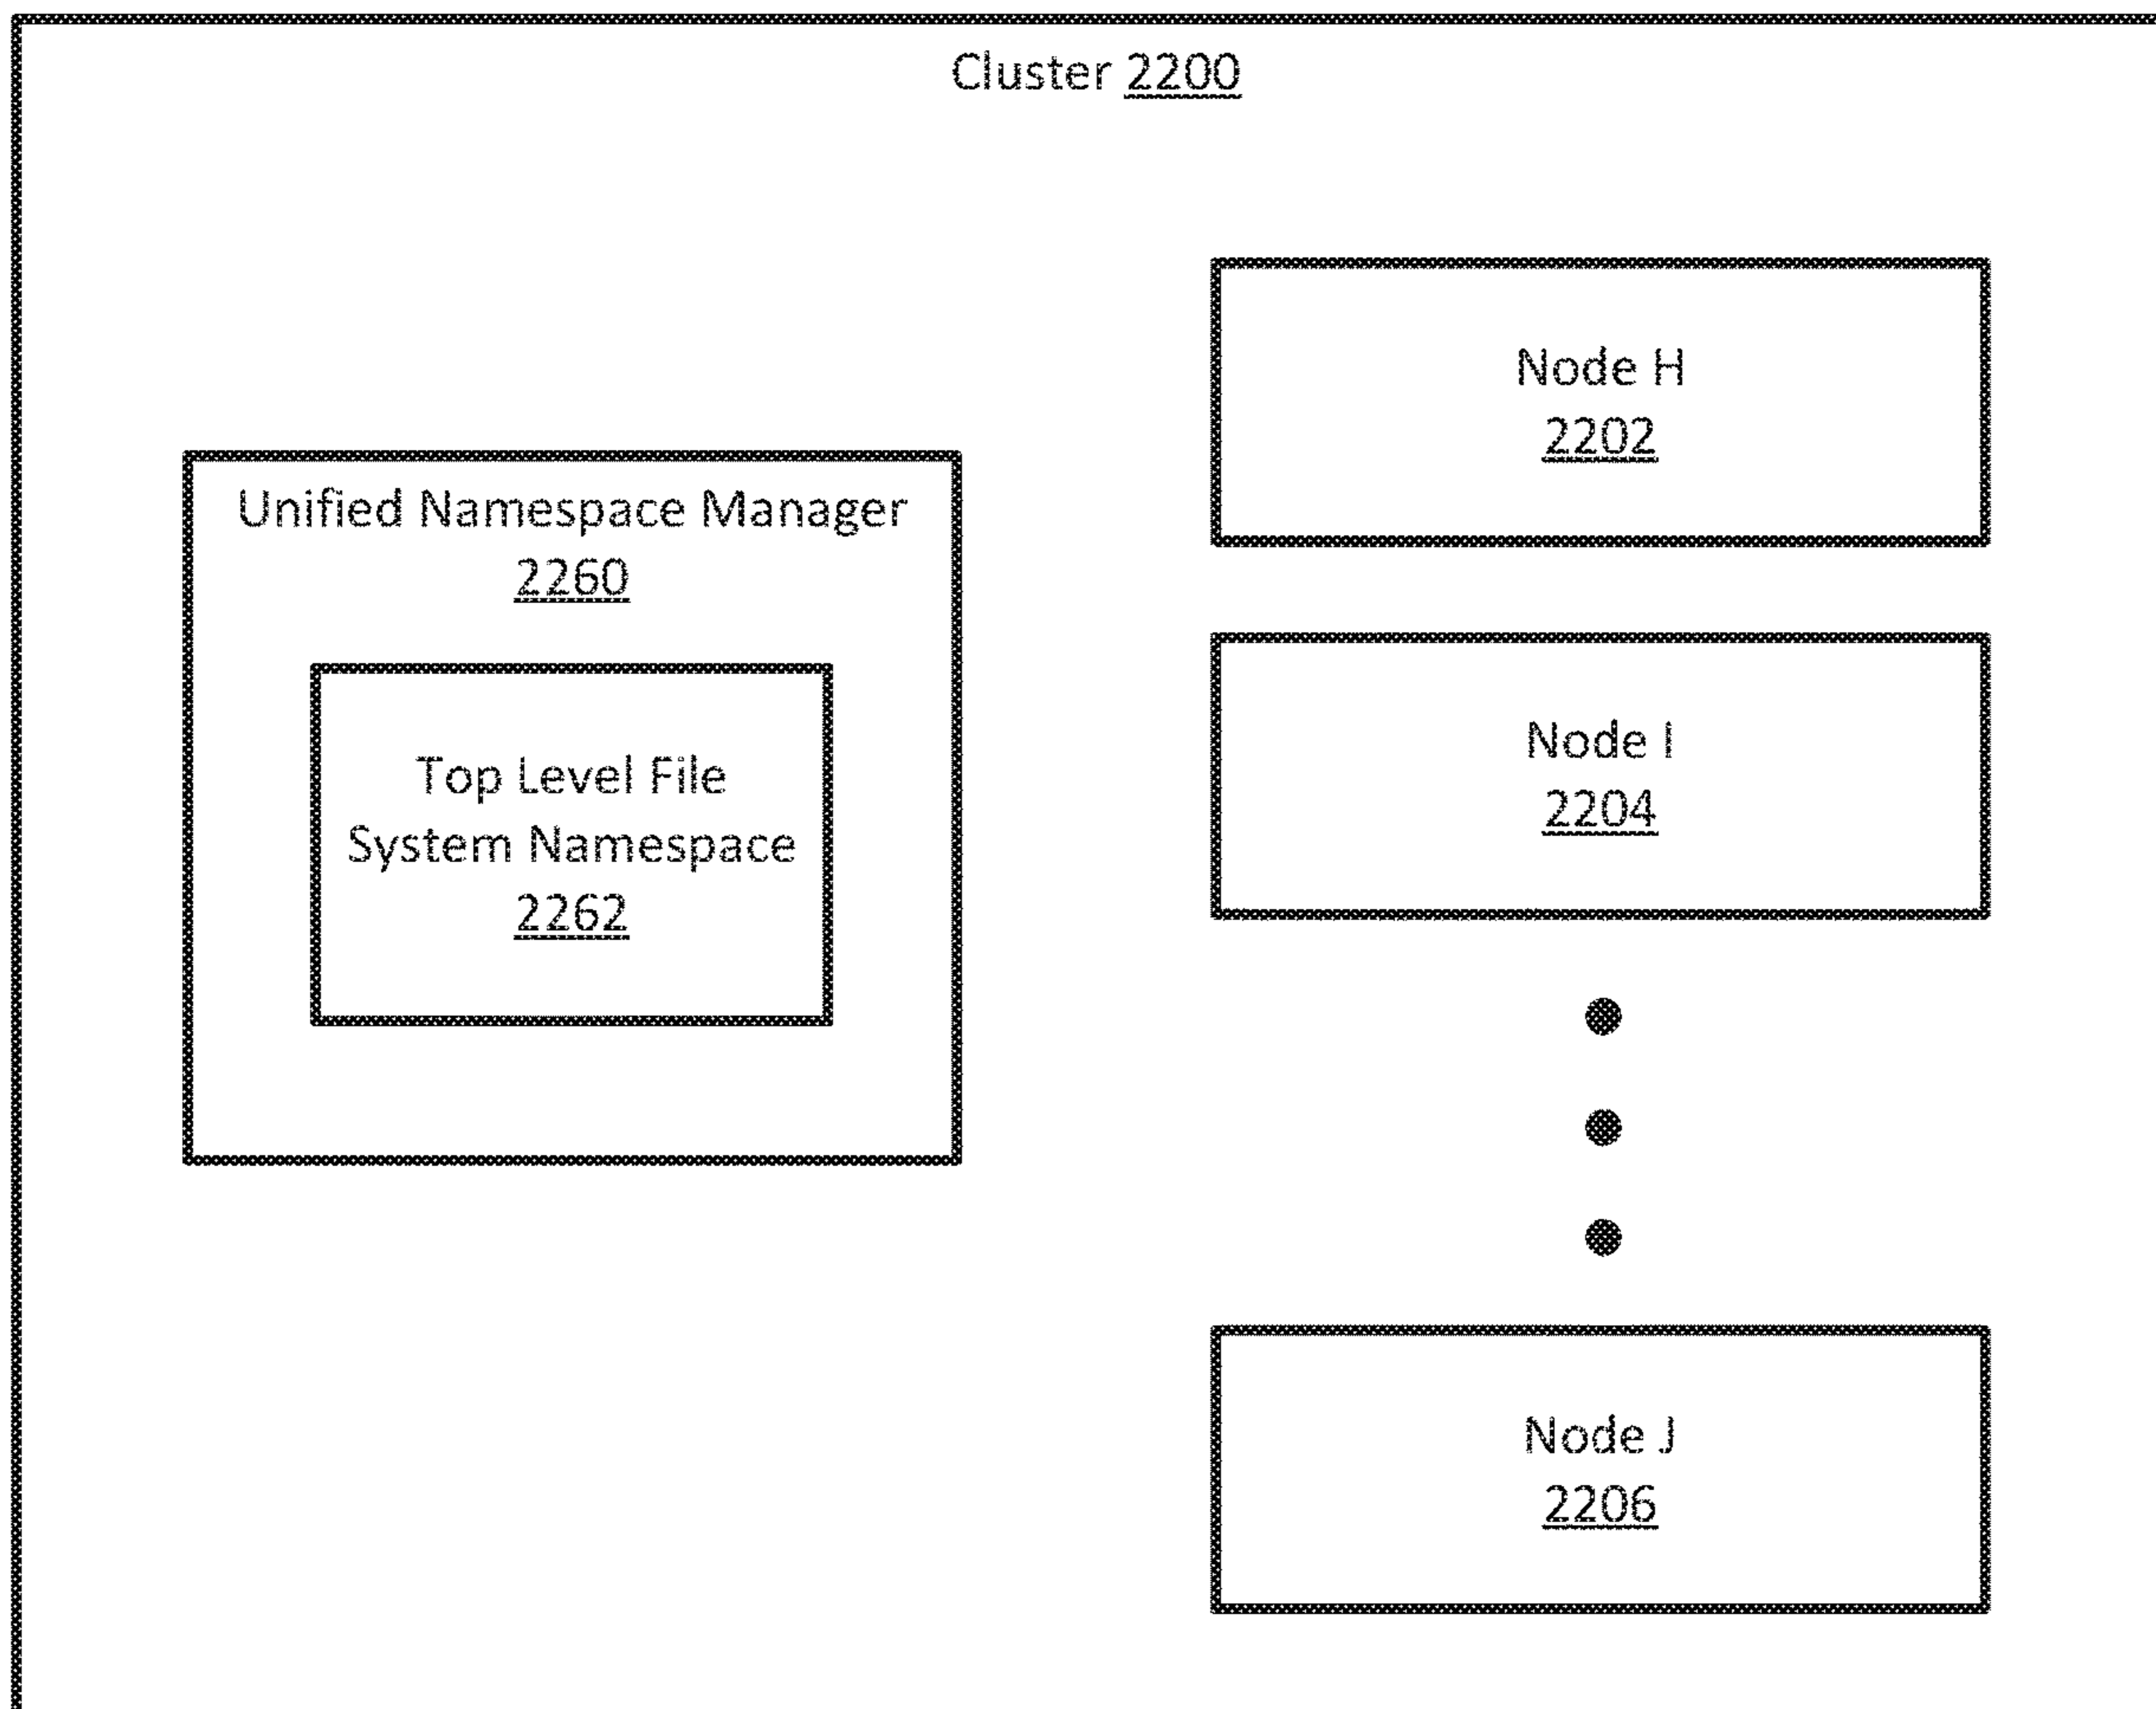 Cluster 2200
Unified Namespace Manager
2260
Top Level File
System Namespace
2262
Node H
2202
Node I
2204
Node J
2206